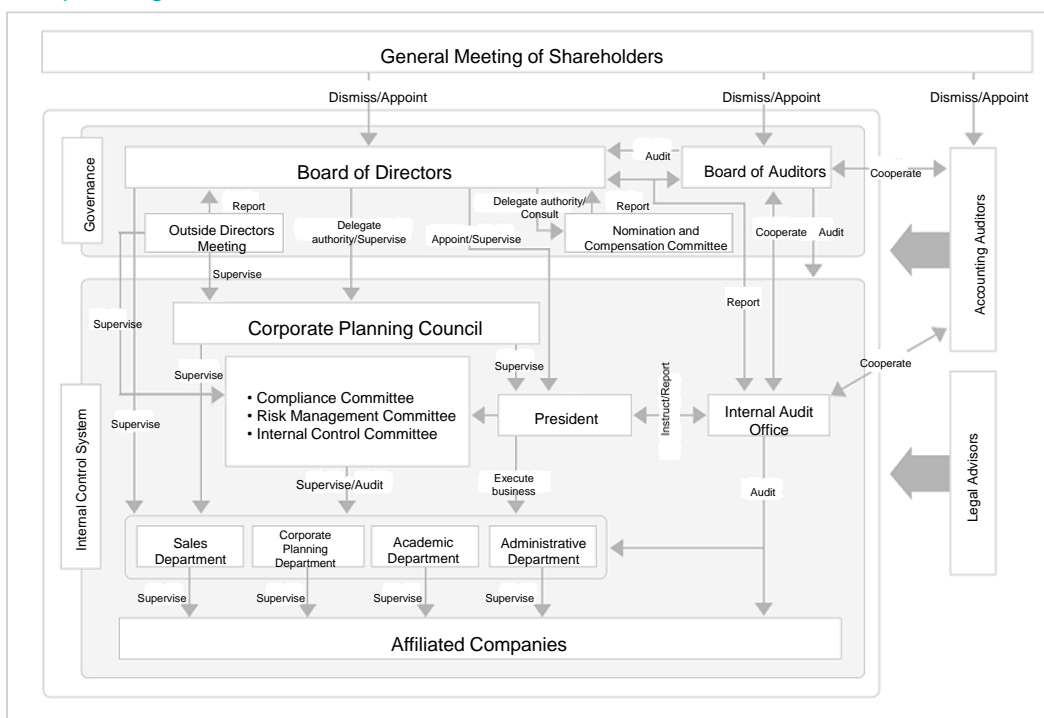 General Meeting of Shareholders
Dismiss/Appoint
Dismiss/Appoint
Dismiss/Appoint
Governance
Board of Directors
Audit
Board of Auditors
Cooperate
Accounting Auditors
Report
Outside Directors
Meeting
Delegate
authority/Supervise
Appoint/Supervise
Delegate authority/
Consult
Report
Nomination and
Compensation Committee
Cooperate
Audit
Supervise
Supervise
Report
Corporate Planning Council
Supervise
Supervise
Cooperate
Internal Control System
Supervise
• Compliance Committee
• Risk Management Committee
• Internal Control Committee
President
Instruct/Report
Internal Audit
Office
Legal Advisors
Supervise/Audit
Execute
business
Audit
Sales
Department
Corporate
Planning
Department
Academic
Department
Administrative
Department
Supervise
Supervise
Supervise
Supervise
Affiliated Companies